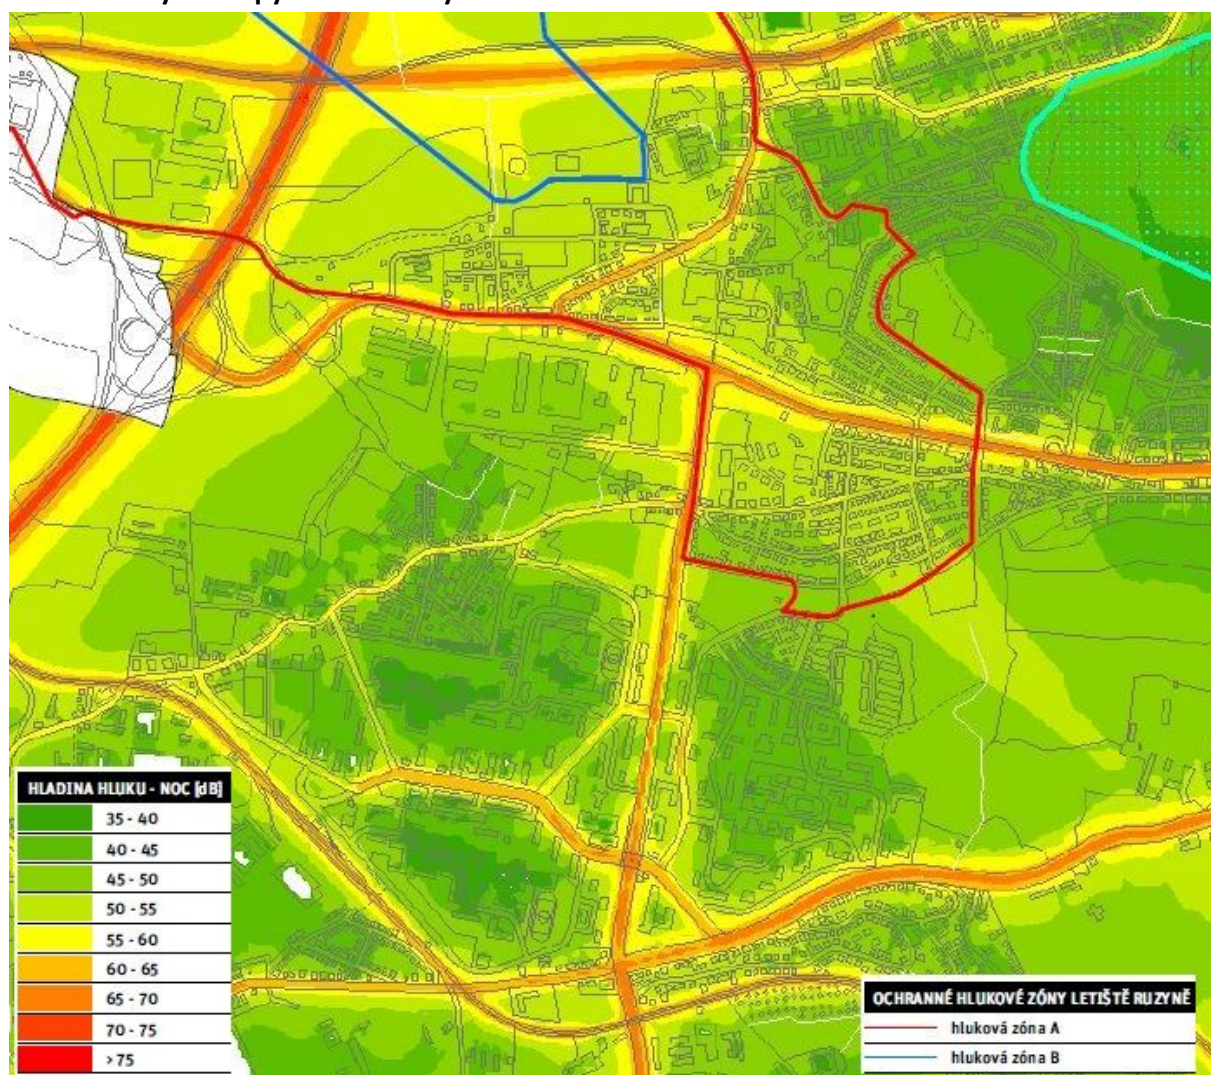 HLADINA HLUKU - NOC [dB]
35 - 40
40 - 45
45 - 50
50 - 55
55 - 60
60 - 65
65 - 70
70 - 75
>75
OCHRANNÉ HLUKOVÉ ZÓNY LETIŠTĚ RUZYNĚ
hluková zóna A
hluková zóna B